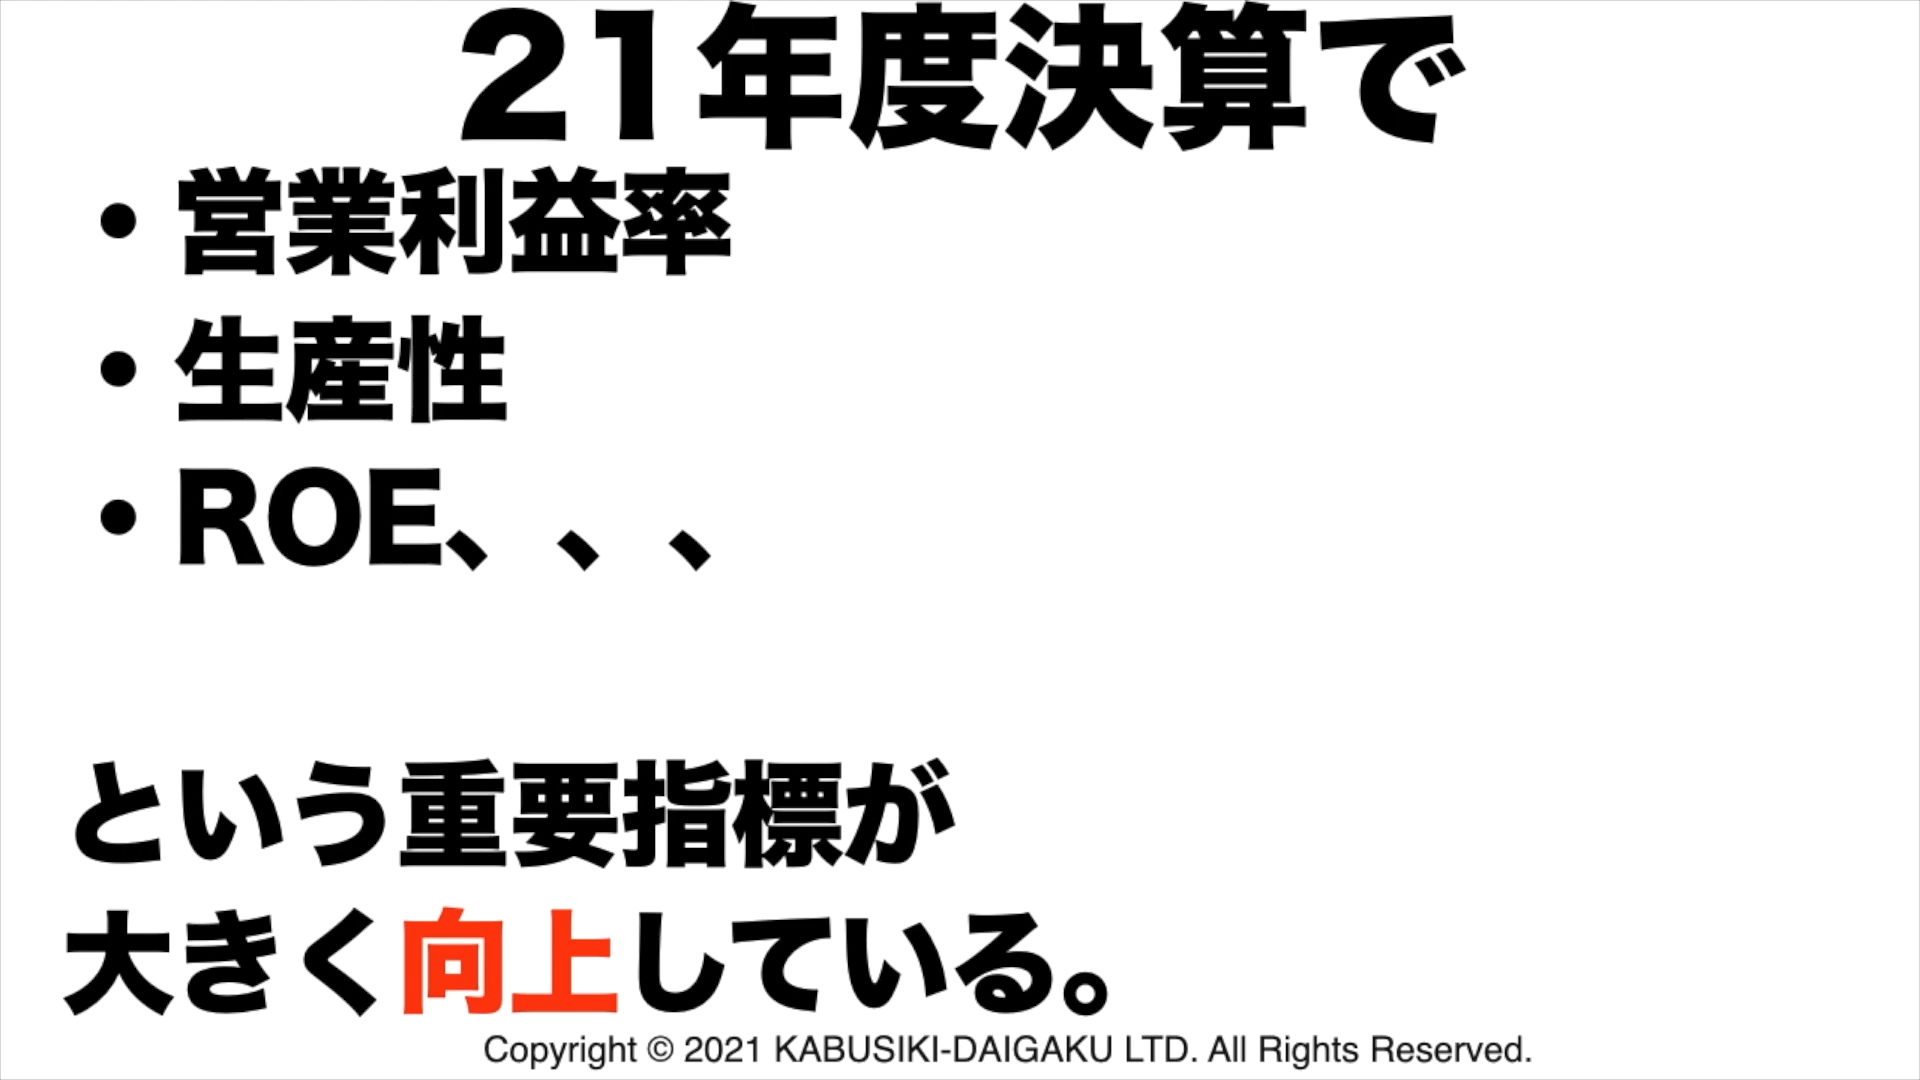 21年度決算で
・営業利益率
・生産性
・ROE、、、
という重要指標が
大きく向上している。
Copyright © 2021 KABUSIKI-DAIGAKU LTD. All Rights Reserved.